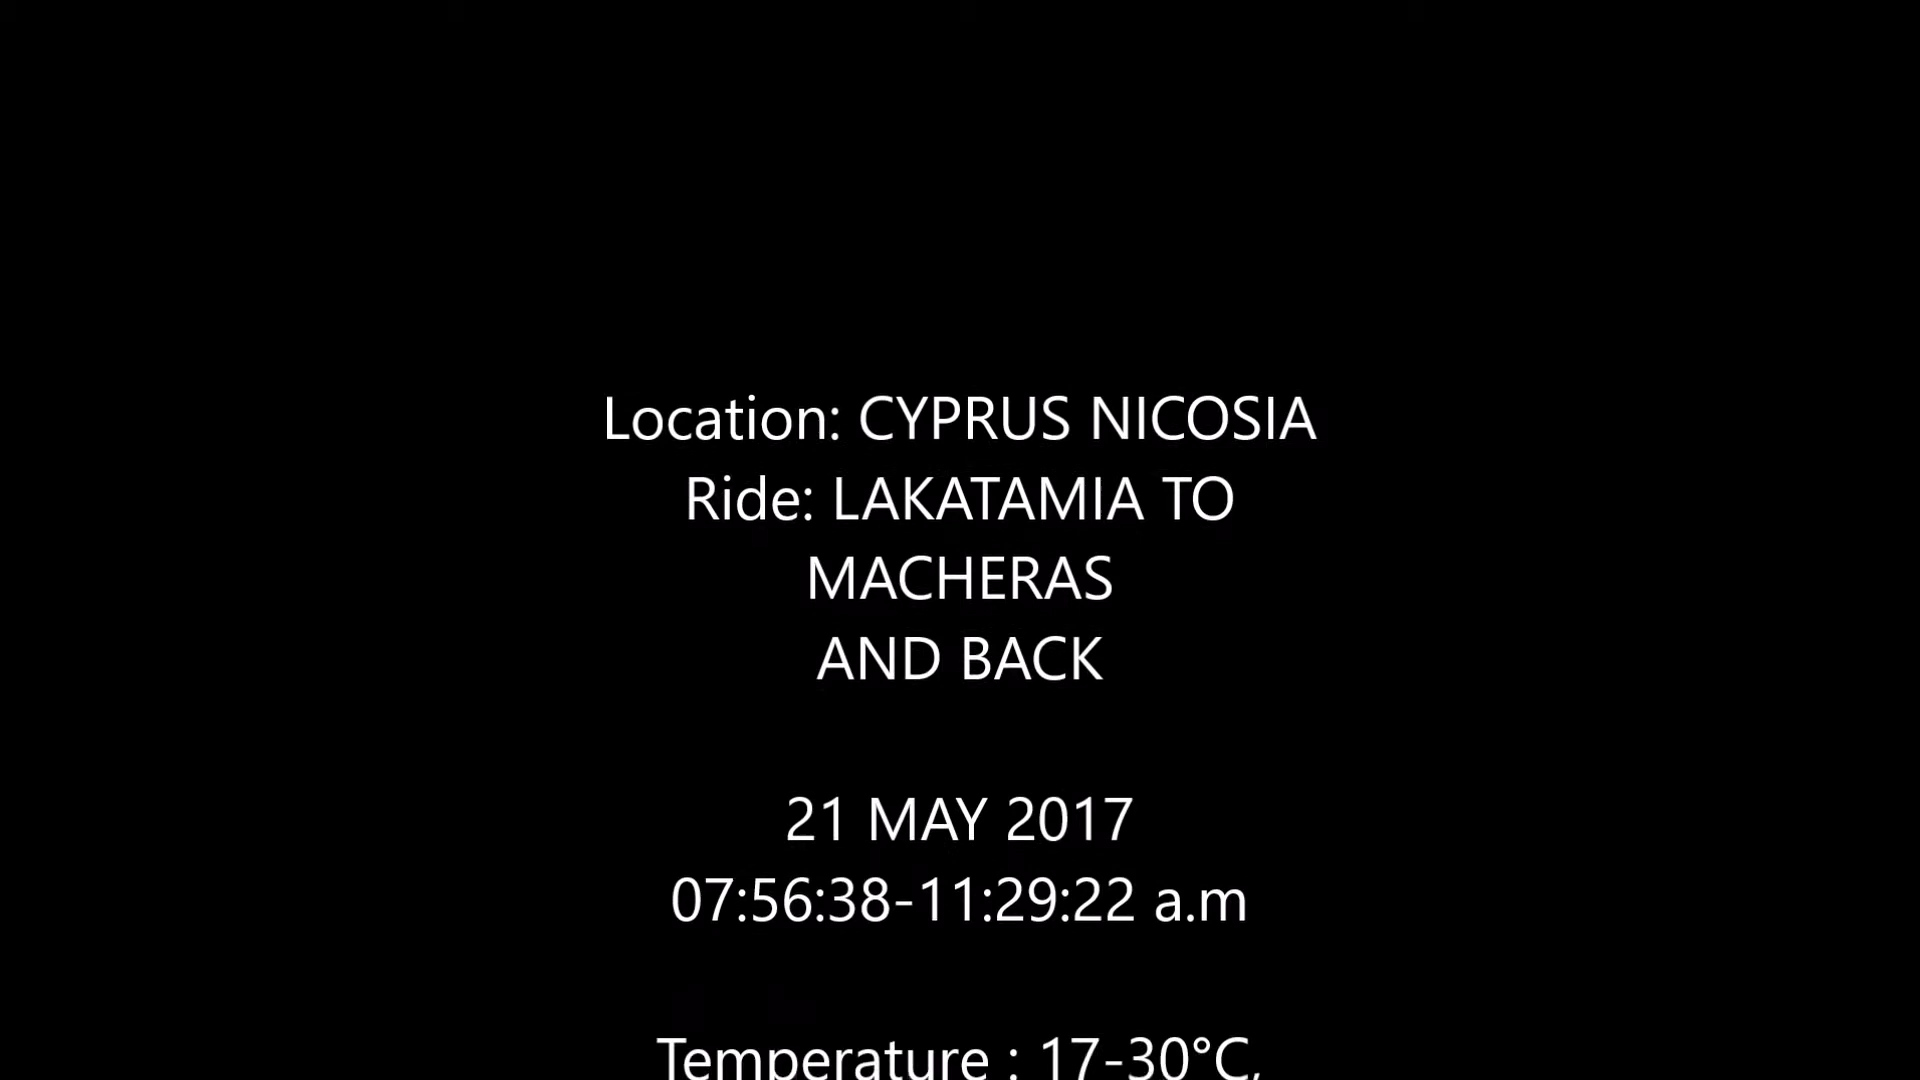 Location: CYPRUS NICOSIA
Ride: LAKATAMIA TO
MACHERAS
AND BACK
21 MAY 2017
07:56:38-11:29:22 a.m
Temperature : 17-30°C,